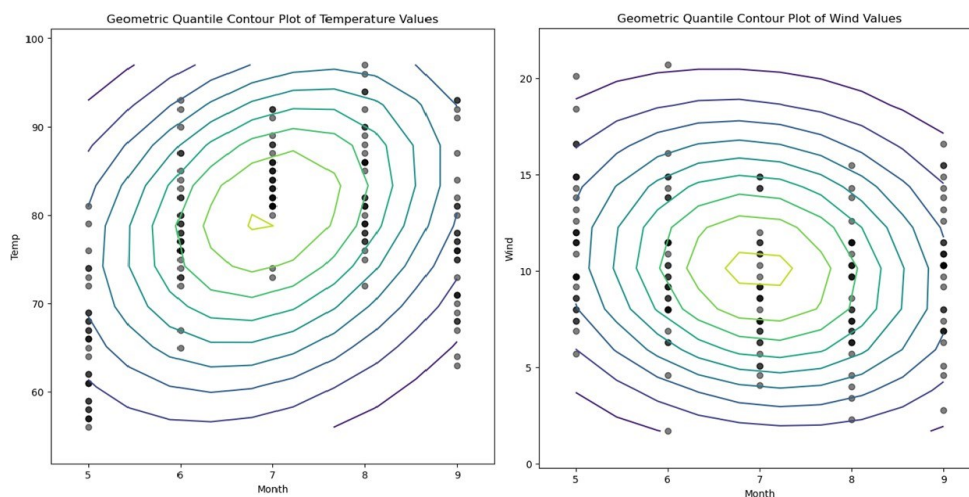 Geometric Quantile Contour Plot of Temperature Values
100
90
80
70
60
Temp
5 6 7 8 9
Month
Geometric Quantile Contour Plot of Wind Values
20
15
10
5
0
Wind
5 6 7 8 9
Month